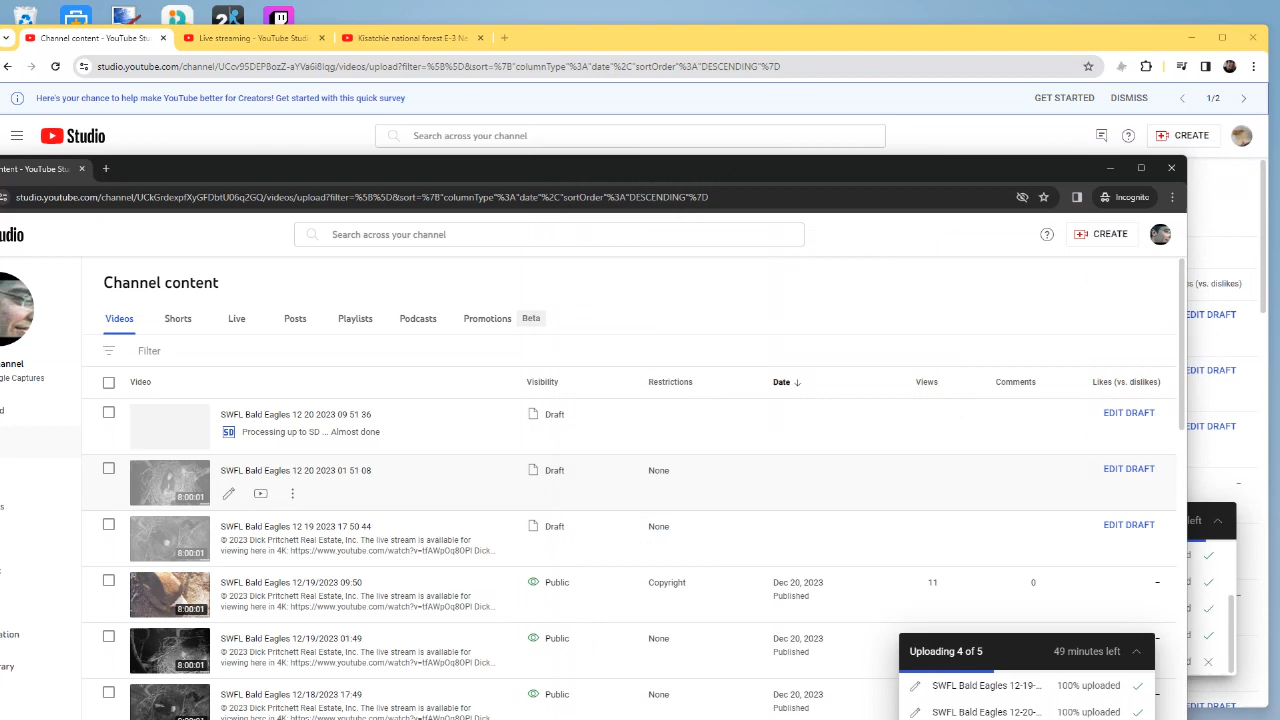 Channel content - YouTube Stu
Live streaming - YouTube Studio
Kisatchie national forest E-3 Ne
studio.youtube.com/channel/UCcv95DEPBozZ-aYVa6i8Iqg/videos/upload?filter=%5B%5D&sort=%7B"columnType"%3A"date"%2C"sortOrder"%3A"DESCENDING"%7D
Here's your chance to help make YouTube better for Creators! Get started with this quick survey
GET STARTED
DISMISS
1/2
Studio
Search across your channel
CREATE
ntent - YouTube Stu
studio.youtube.com/channel/UCkGrdexpfXyGFDbtU06q2GQ/videos/upload?filter=%5B%5D&sort=%7B"columnType"%3A"date"%2C"sortOrder"%3A"DESCENDING"%7D
Incognito
udio
Search across your channel
CREATE
Channel content
Videos
Shorts
Live
Posts
Playlists
Podcasts
Promotions
Beta
Filter
Video
Visibility
Restrictions
Date
Views
Comments
Likes (vs. dislikes)
SWFL Bald Eagles 12 20 2023 09 51 36
Draft
EDIT DRAFT
SD
Processing up to SD ... Almost done
SWFL Bald Eagles 12 20 2023 01 51 08
Draft
None
EDIT DRAFT
8:00:01
SWFL Bald Eagles 12 19 2023 17 50 44
Draft
None
EDIT DRAFT
© 2023 Dick Pritchett Real Estate, Inc. The live stream is available for
viewing here in 4K: https://www.youtube.com/watch?v=tfAWpOq8OPI Dick...
8:00:01
SWFL Bald Eagles 12/19/2023 09:50
Public
Copyright
Dec 20, 2023
11
0
–
© 2023 Dick Pritchett Real Estate, Inc. The live stream is available for
Published
viewing here in 4K: https://www.youtube.com/watch?v=tfAWpOq8OPI Dick...
8:00:01
SWFL Bald Eagles 12/19/2023 01:49
Public
None
Dec 20, 2023
© 2023 Dick Pritchett Real Estate, Inc. The live stream is available for
Published
viewing here in 4K: https://www.youtube.com/watch?v=tfAWpOq8OPI Dick...
8:00:01
SWFL Bald Eagles 12/18/2023 17:49
Public
None
Dec 20, 2023
© 2023 Dick Pritchett Real Estate, Inc. The live stream is available for
Published
8:00:01
annel
gle Captures
d
s
ation
rary
es (vs. dislikes)
EDIT DRAFT
EDIT DRAFT
EDIT DRAFT
left
Uploading 4 of 5
49 minutes left
SWFL Bald Eagles 12-19-...
100% uploaded
SWFL Bald Eagles 12-20-...
100% uploaded
EDIT DRAFT